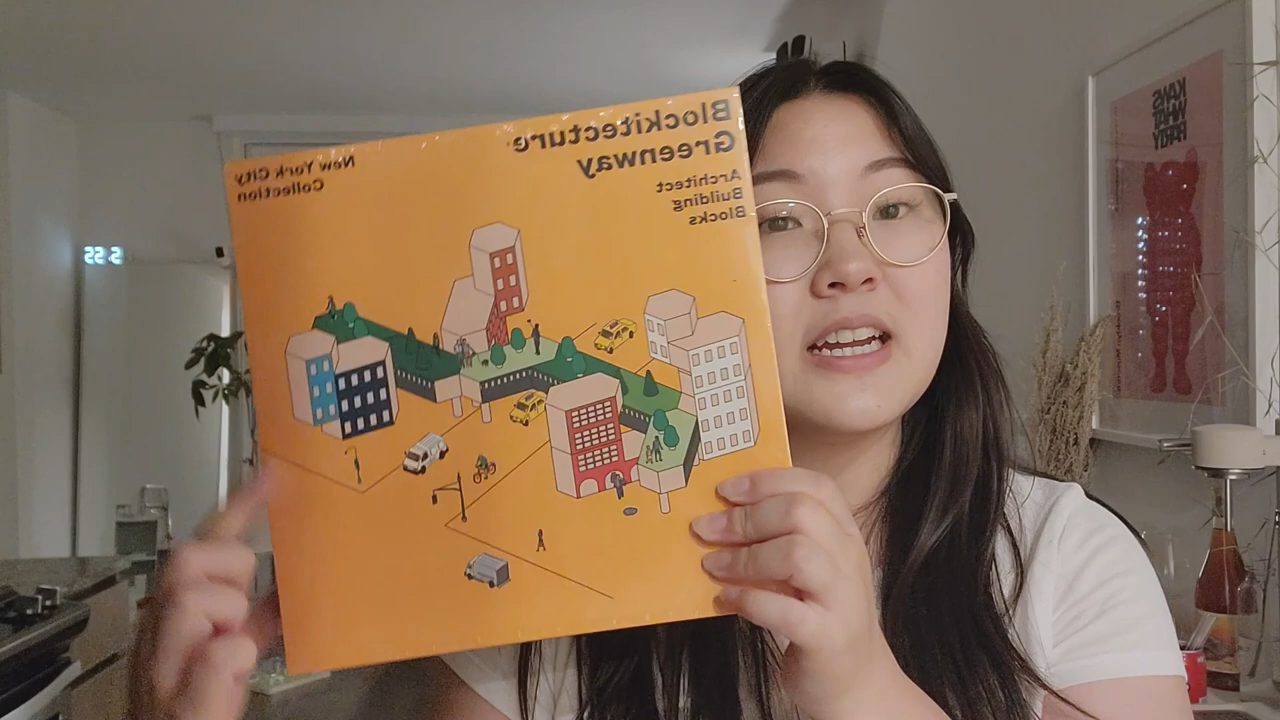 Blockitecture
Greenway
Architect
Building
Blocks
New York City
Collection
KAWS
WHAT
PARTY